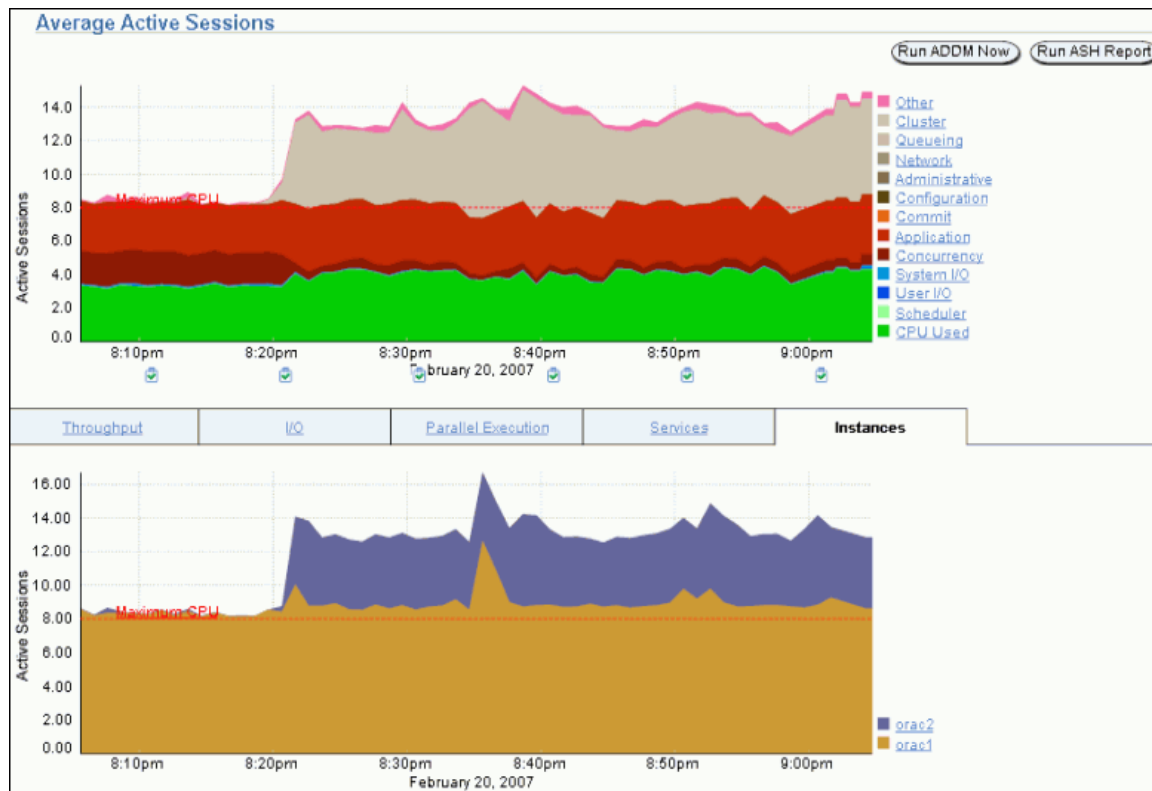 Average Active Sessions
Run ADDM Now Run ASH Report
14.0
12.0
10.0
8.0
6.0
4.0
2.0
0.0
Active Sessions
Maximum CPU
Other
Cluster
Queueing
Network
Administrative
Configuration
Commit
Application
Concurrency
System I/O
User I/O
Scheduler
CPU Used
8:10pm 8:20pm 8:30pm 8:40pm 8:50pm 9:00pm
February 20, 2007
Throughput I/O Parallel Execution Services Instances
16.00
14.00
12.00
10.00
8.00
6.00
4.00
2.00
0.00
Active Sessions
Maximum CPU
orac2
orac1
8:10pm 8:20pm 8:30pm 8:40pm 8:50pm 9:00pm
February 20, 2007